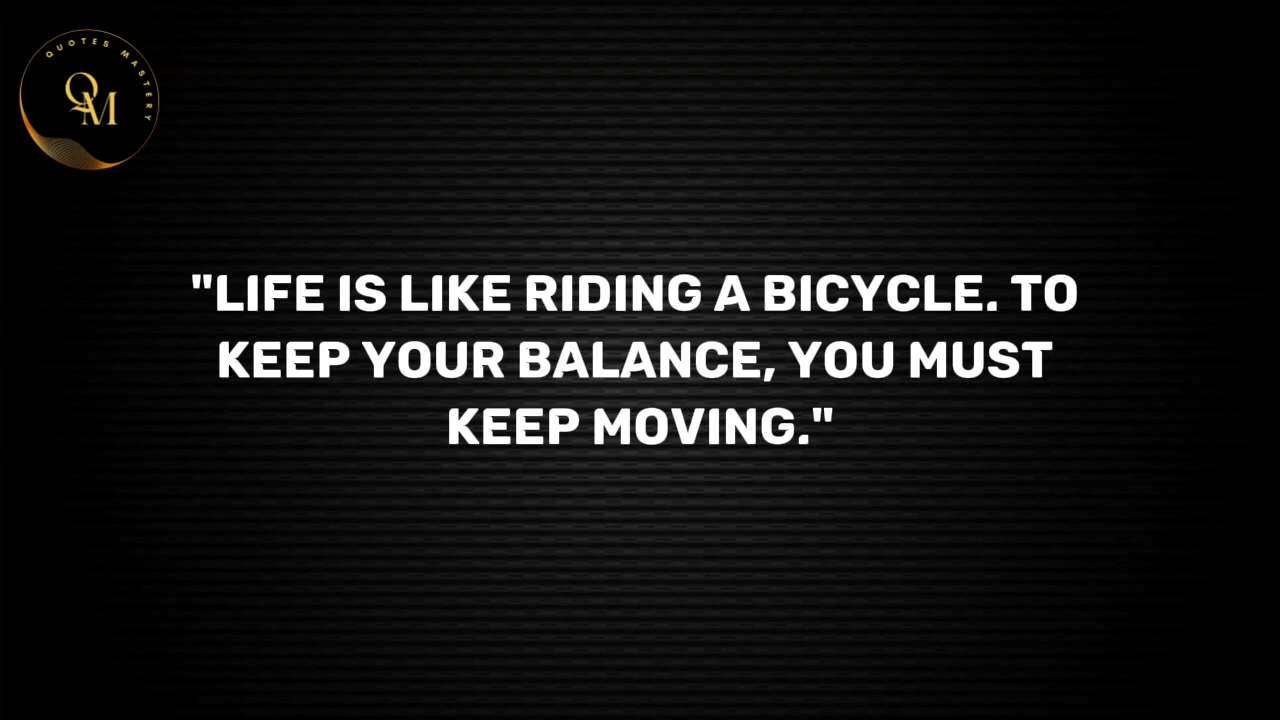 QUOTES MASTERY
QM
"LIFE IS LIKE RIDING A BICYCLE. TO
KEEP YOUR BALANCE, YOU MUST
KEEP MOVING."